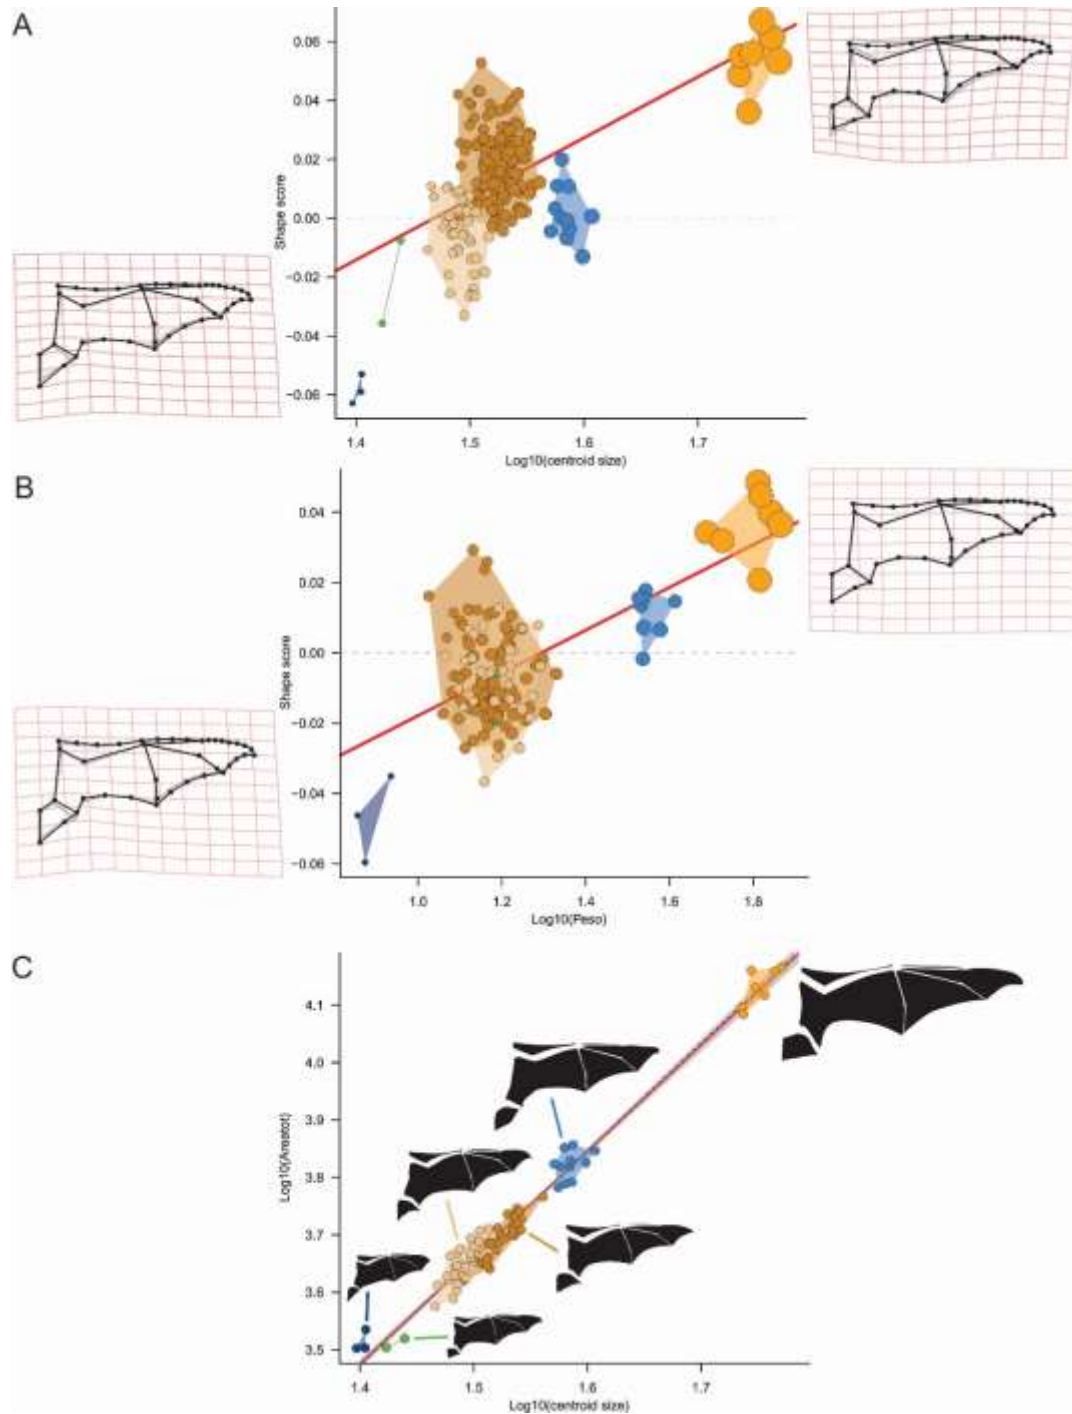 A
0.06
0.04
0.02
0.00
−0.02
−0.04
−0.06
Shape score
1.4 1.5 1.6 1.7
Log10(centroid size)
B
0.04
0.02
0.00
−0.02
−0.04
−0.06
Shape score
1.0 1.2 1.4 1.6 1.8
Log10(Peso)
C
4.1
4.0
3.9
3.8
3.7
3.6
3.5
Log10(Areatot)
1.4 1.5 1.6 1.7
Log10(centroid size)